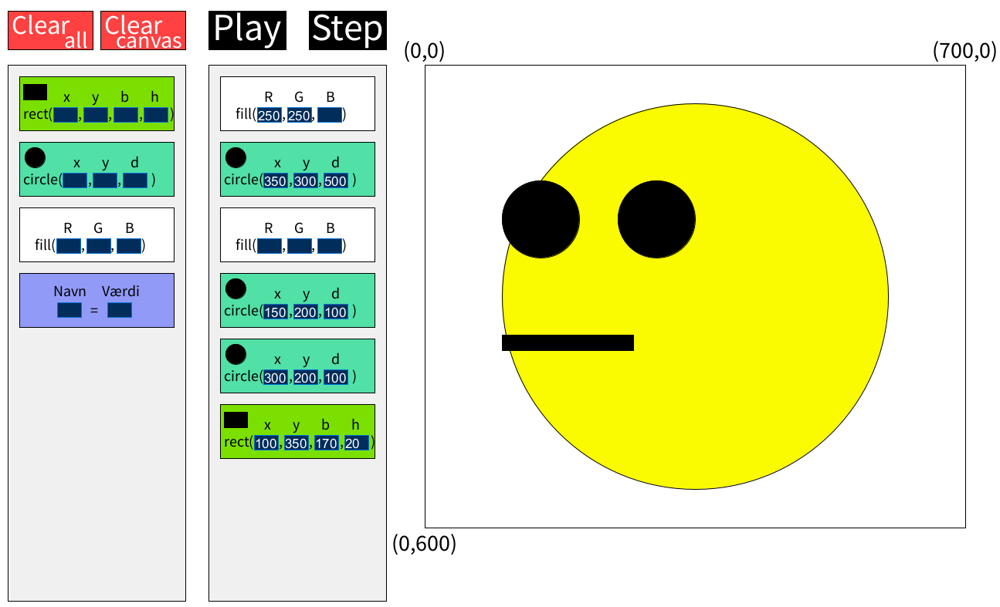 Clear all
Clear canvas
Play
Step
(0,0)
(700,0)
x y b h
rect( , , , )
x y d
circle( , , )
R G B
fill( , , )
Navn Værdi
=
R G B
fill(250,250, )
x y d
circle(350,300,500 )
R G B
fill( , , )
x y d
circle(150,200,100 )
x y d
circle(300,200,100 )
x y b h
rect(100,350,170,20 )
(0,600)